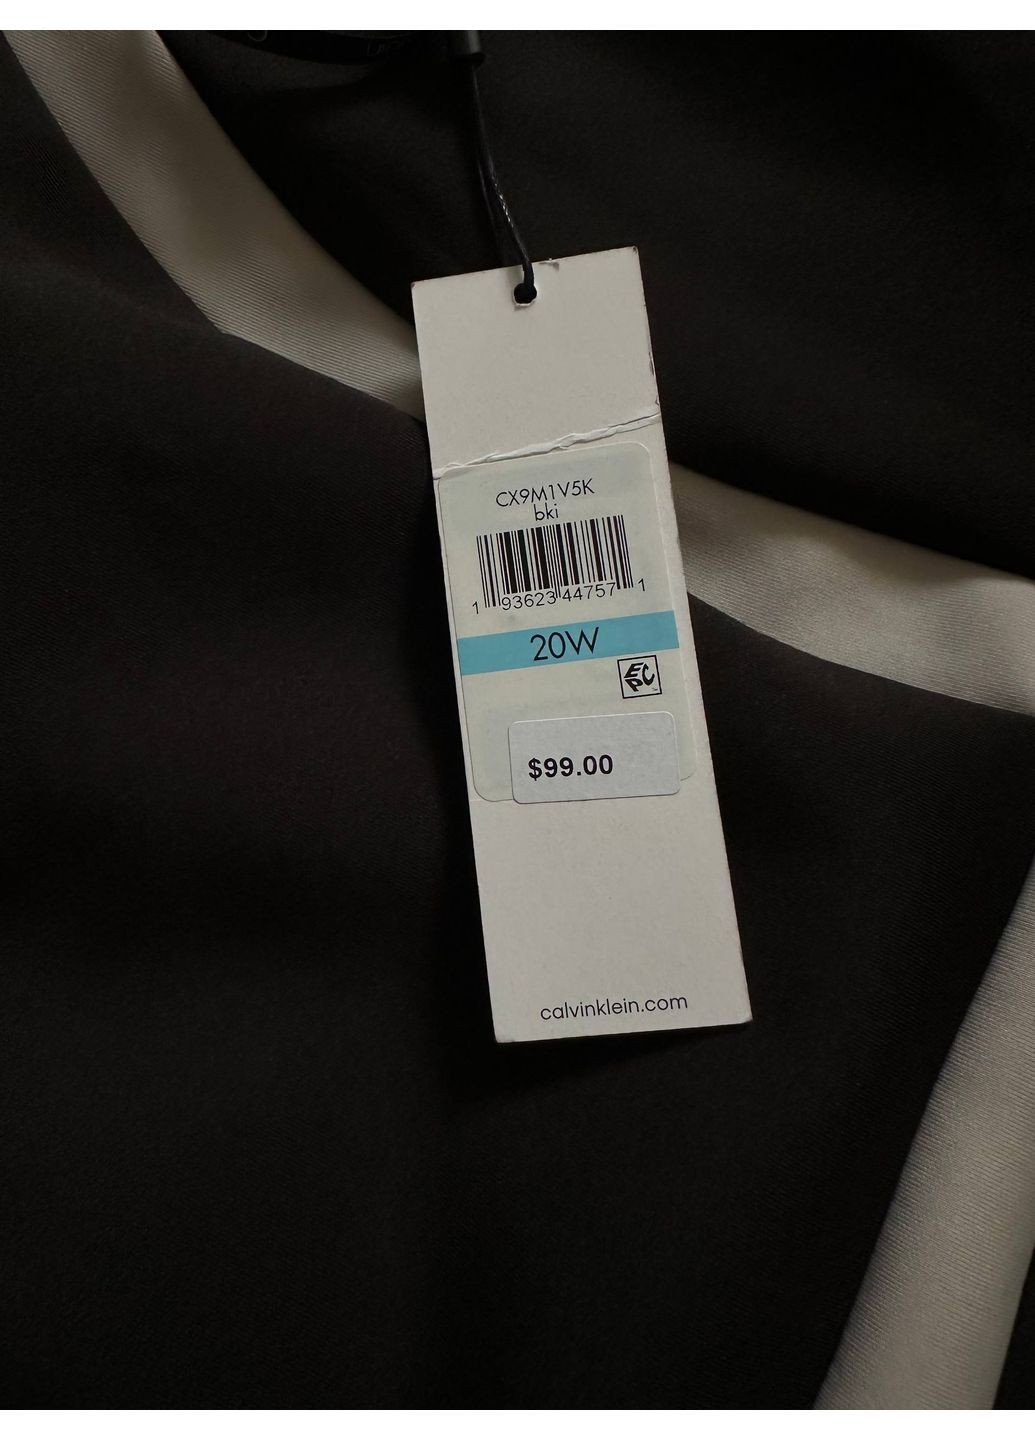 CX9M1V5K
bki
1 93623 44757 1
20W
EPC
$99.00
calvinklein.com